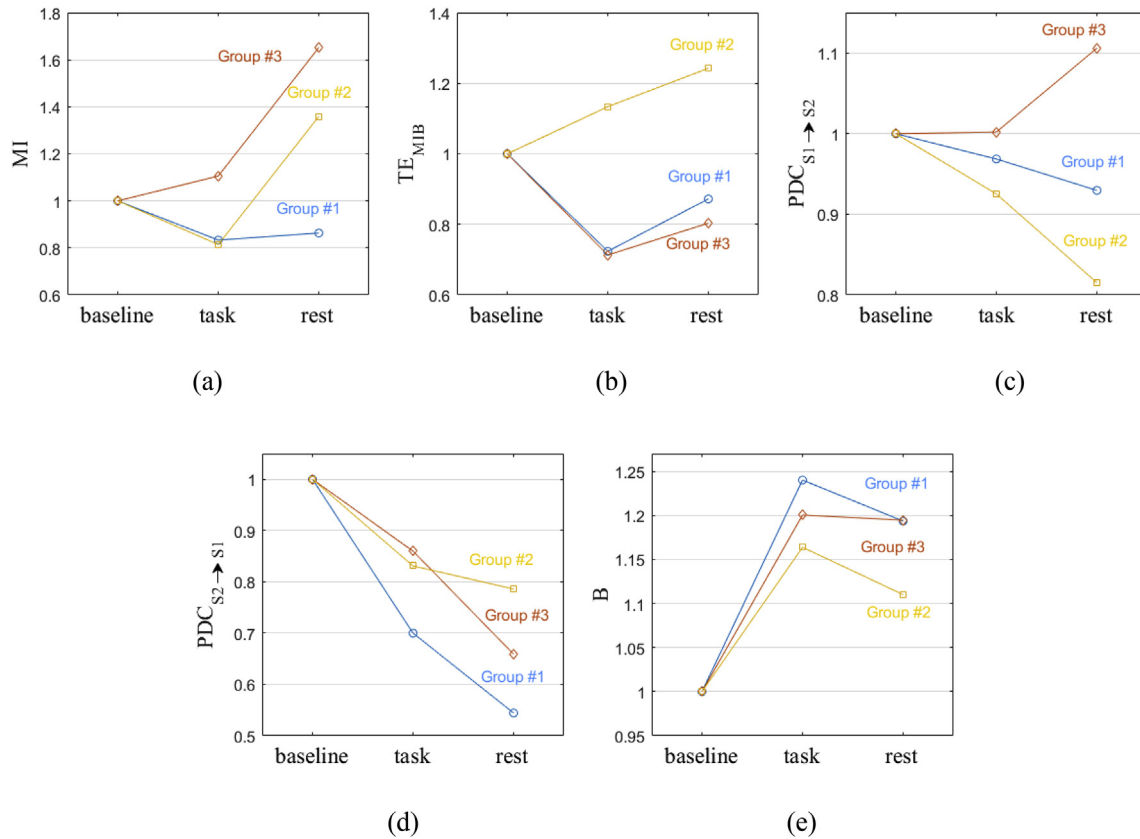 1.8
1.6
1.4
1.2
1
0.8
0.6
MI
Group #3
Group #2
Group #1
baseline task rest
(a)
1.4
1.2
1
0.8
0.6
TE_MIB
Group #2
Group #1
Group #3
baseline task rest
(b)
1.1
1
0.9
0.8
PDC_S1→S2
Group #3
Group #1
Group #2
baseline task rest
(c)
1
0.9
0.8
0.7
0.6
0.5
PDC_S2→S1
Group #2
Group #3
Group #1
baseline task rest
(d)
1.25
1.2
1.15
1.1
1.05
1
0.95
B
Group #1
Group #3
Group #2
baseline task rest
(e)